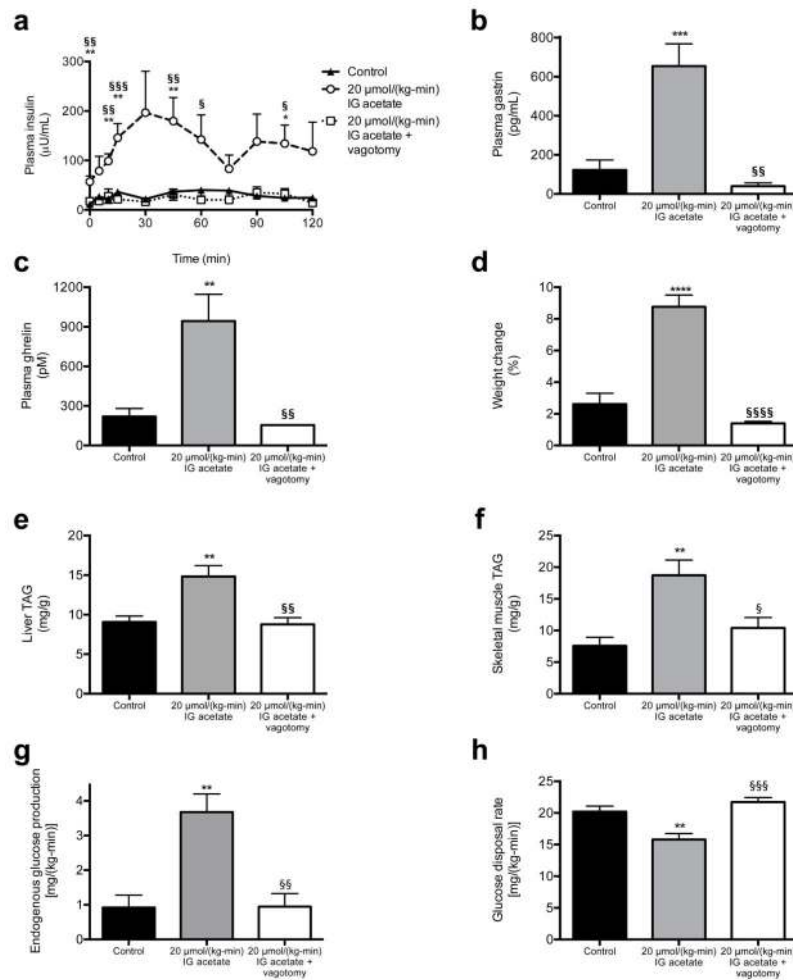 a
§§
**
Plasma insulin
(μU/mL)
300
200
100
0
§§
**
§§§
**
§§
**
§
§
*
0
30
60
90
120
Time (min)
Control
20 μmol/(kg-min)
IG acetate
20 μmol/(kg-min)
IG acetate +
vagotomy
b
Plasma gastrin
(pg/mL)
800
600
400
200
0
***
§§
Control
20 μmol/(kg-min)
IG acetate
20 μmol/(kg-min)
IG acetate +
vagotomy
c
Plasma ghrelin
(pM)
1200
900
600
300
0
**
§§
Control
20 μmol/(kg-min)
IG acetate
20 μmol/(kg-min)
IG acetate +
vagotomy
d
Weight change
(%)
10
8
6
4
2
0
****
§§§§
Control
20 μmol/(kg-min)
IG acetate
20 μmol/(kg-min)
IG acetate +
vagotomy
e
Liver TAG
(mg/g)
20
15
10
5
0
**
§§
Control
20 μmol/(kg-min)
IG acetate
20 μmol/(kg-min)
IG acetate +
vagotomy
f
Skeletal muscle TAG
(mg/g)
25
20
15
10
5
0
**
§
Control
20 μmol/(kg-min)
IG acetate
20 μmol/(kg-min)
IG acetate +
vagotomy
g
Endogenous glucose production
[mg/(kg-min)]
4
3
2
1
0
**
§§
Control
20 μmol/(kg-min)
IG acetate
20 μmol/(kg-min)
IG acetate +
vagotomy
h
Glucose disposal rate
[mg/(kg-min)]
25
20
15
10
5
0
**
§§§
Control
20 μmol/(kg-min)
IG acetate
20 μmol/(kg-min)
IG acetate +
vagotomy